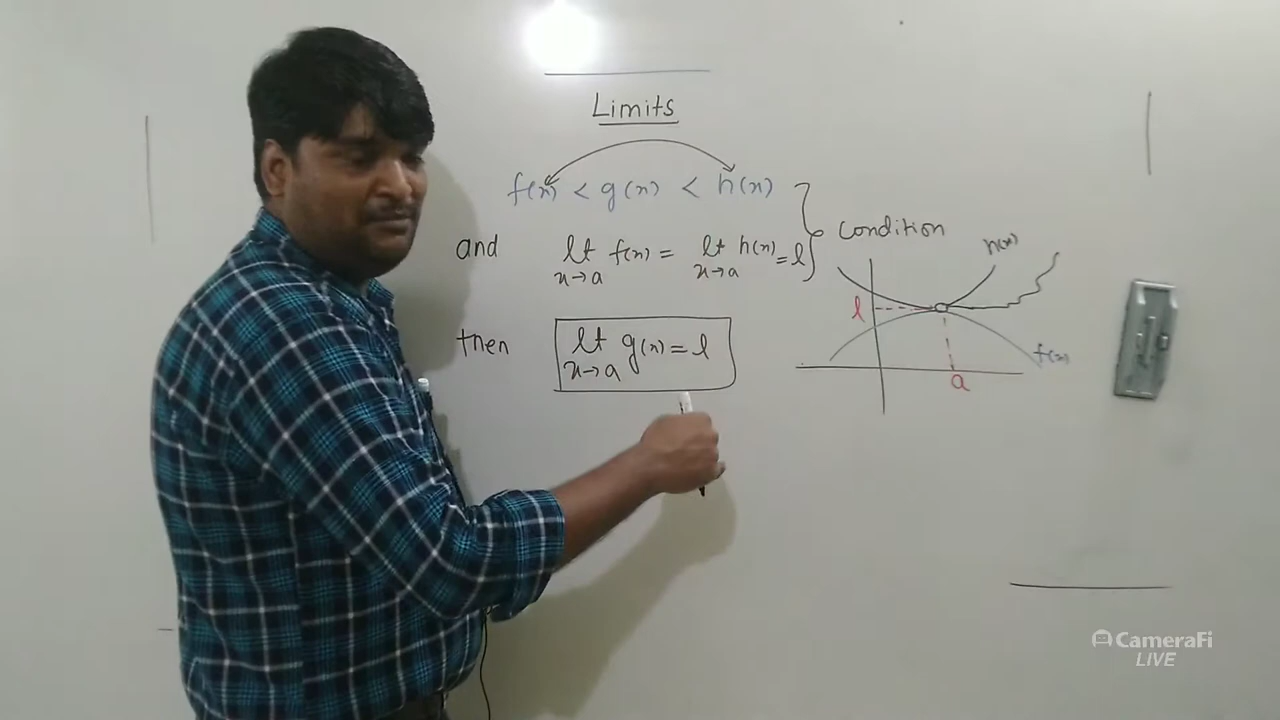 Limits
f(x) < g(x) < h(x)
and lt x→a f(x) = lt x→a h(x) = l
condition
then lt x→a g(x) = l
h(x)
l
f(x)
a
CameraFi
LIVE